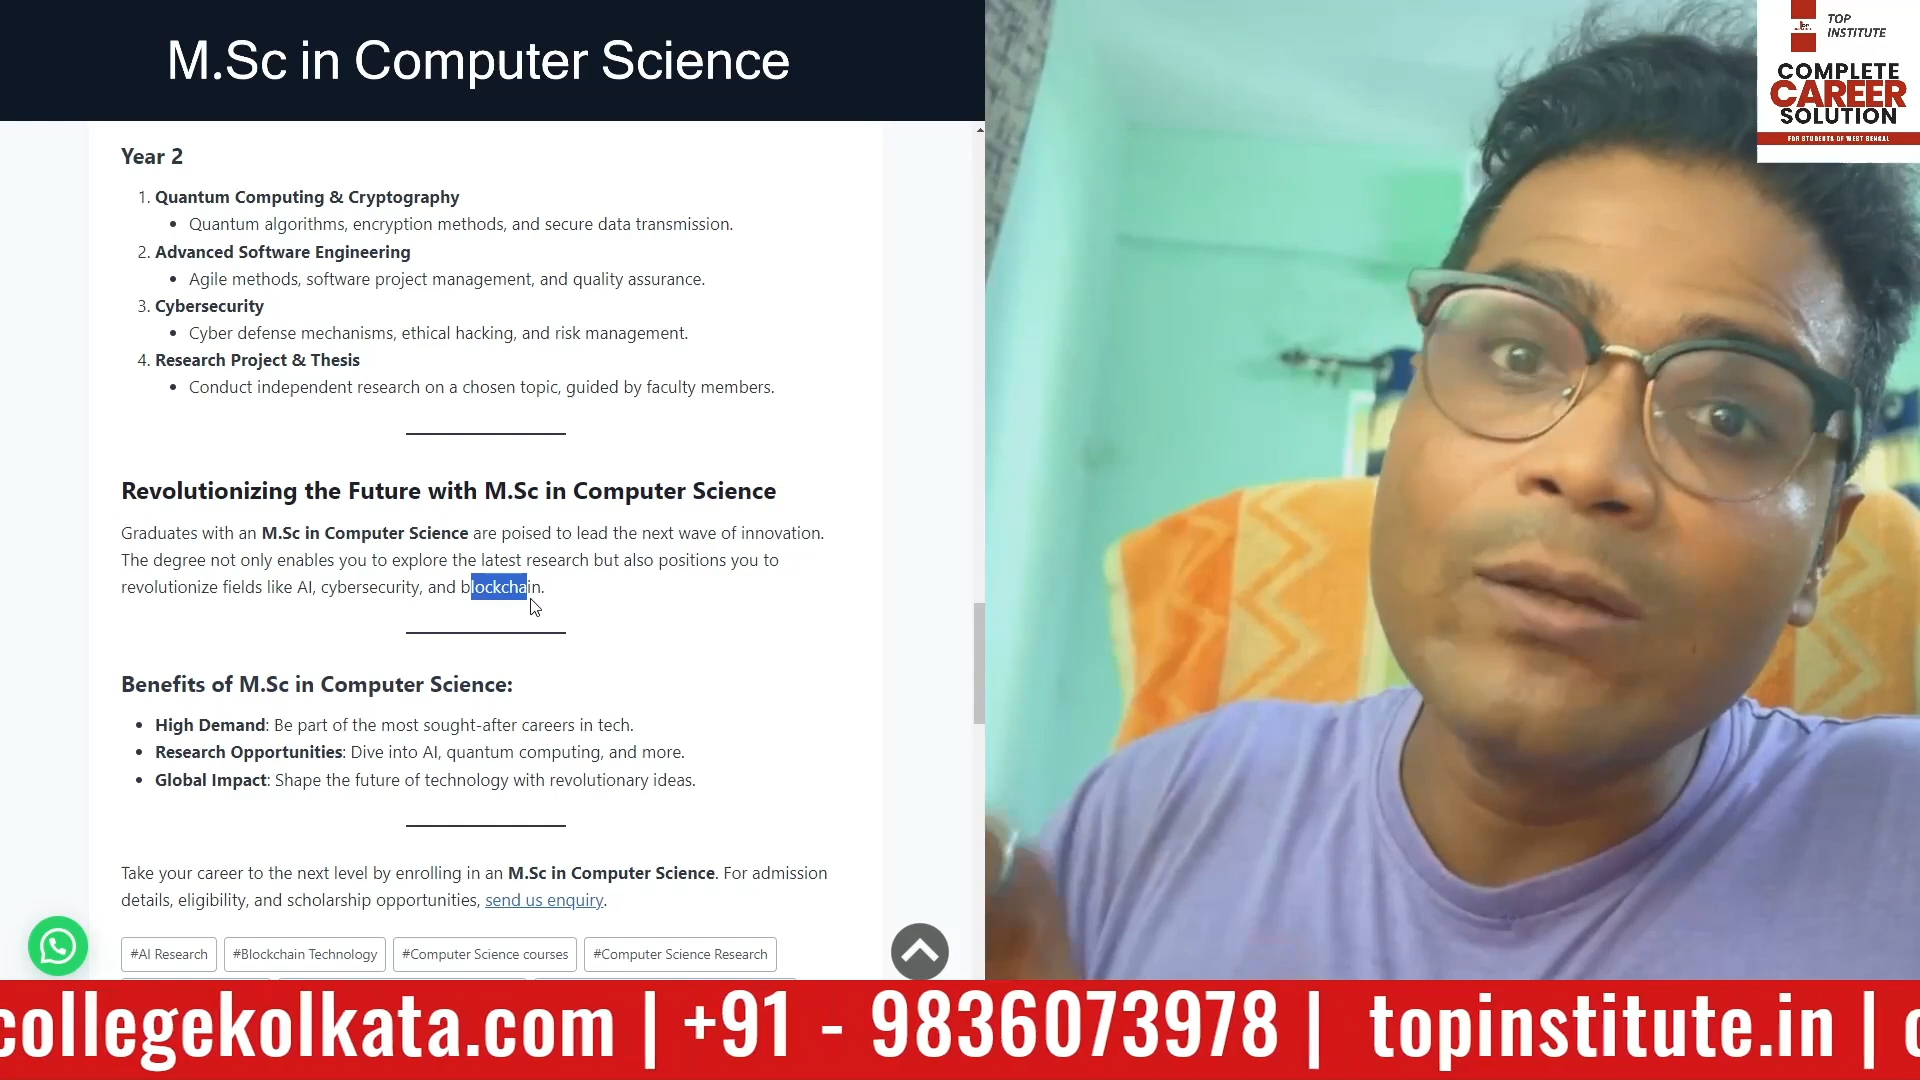 M.Sc in Computer Science
TOP
INSTITUTE
COMPLETE
CAREER
SOLUTION
FOR STUDENTS OF WEST BENGAL
Year 2
1. Quantum Computing & Cryptography
• Quantum algorithms, encryption methods, and secure data transmission.
2. Advanced Software Engineering
• Agile methods, software project management, and quality assurance.
3. Cybersecurity
• Cyber defense mechanisms, ethical hacking, and risk management.
4. Research Project & Thesis
• Conduct independent research on a chosen topic, guided by faculty members.
Revolutionizing the Future with M.Sc in Computer Science
Graduates with an M.Sc in Computer Science are poised to lead the next wave of innovation.
The degree not only enables you to explore the latest research but also positions you to
revolutionize fields like AI, cybersecurity, and blockchain.
Benefits of M.Sc in Computer Science:
• High Demand: Be part of the most sought-after careers in tech.
• Research Opportunities: Dive into AI, quantum computing, and more.
• Global Impact: Shape the future of technology with revolutionary ideas.
Take your career to the next level by enrolling in an M.Sc in Computer Science. For admission
details, eligibility, and scholarship opportunities, send us enquiry.
#AI Research #Blockchain Technology #Computer Science courses #Computer Science Research
collegekolkata.com | +91 - 9836073978 | topinstitute.in |